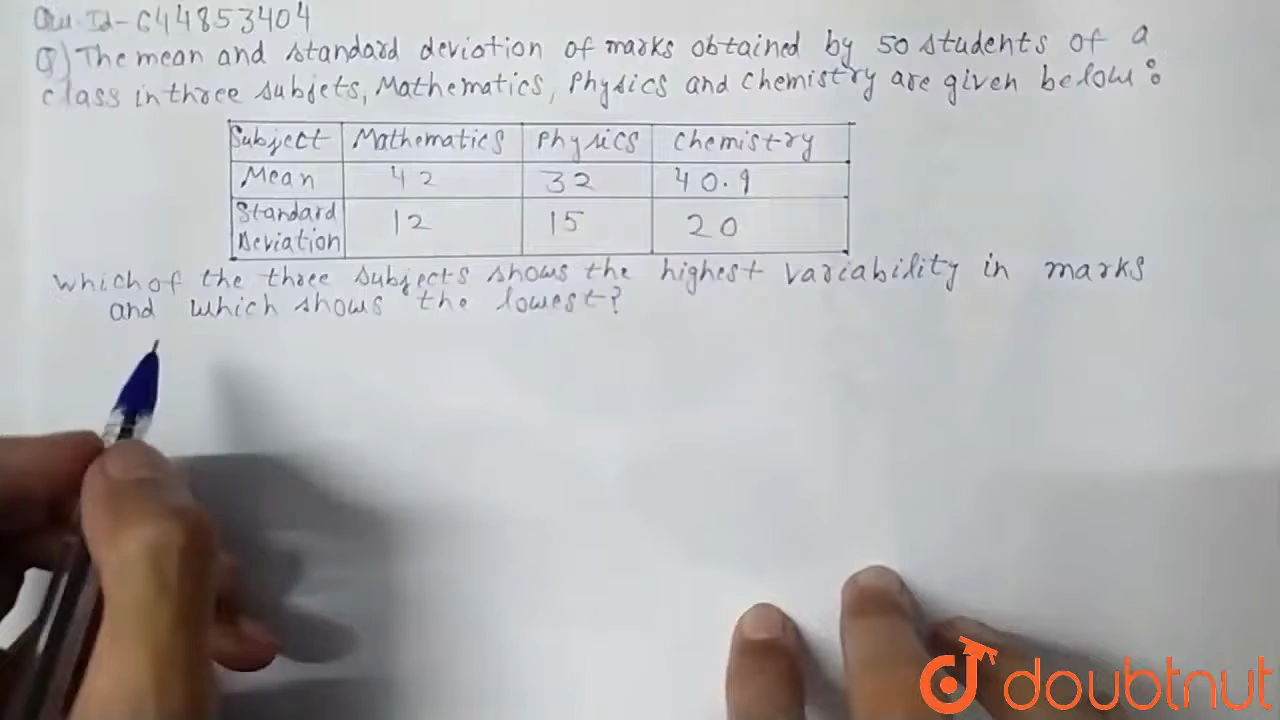 Qu. Id-644853404
Q) The mean and standard deviation of marks obtained by 50 students of a
class in three subjets, Mathematics, Physics and chemistry are given below:
Subject Mathematics Physics Chemistry
Mean 42 32 40.9
Standard Deviation 12 15 20
which of the three subjects shows the highest variability in marks
and which shows the lowest?
doubtnut